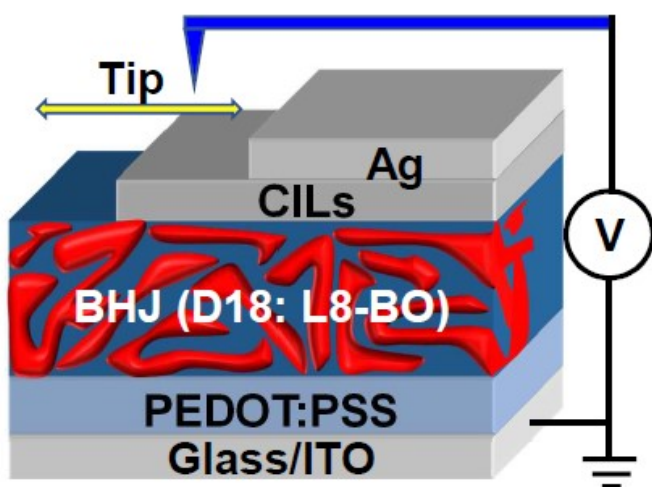 Tip
Ag
CILs
V
BHJ (D18: L8-BO)
PEDOT:PSS
Glass/ITO